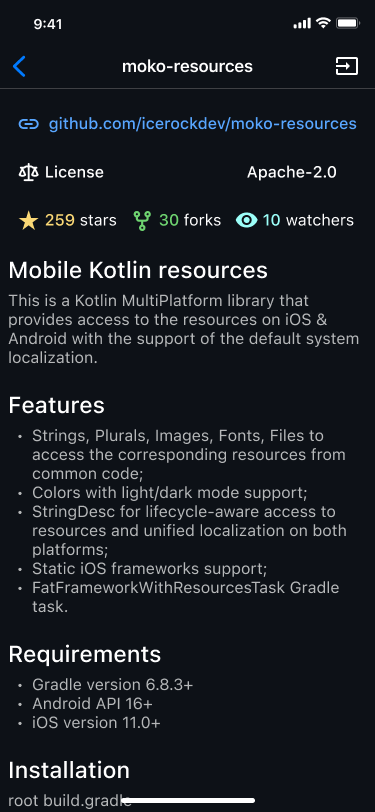 9:41
moko-resources
github.com/icerockdev/moko-resources
License Apache-2.0
259 stars 30 forks 10 watchers
Mobile Kotlin resources
This is a Kotlin MultiPlatform library that
provides access to the resources on iOS &
Android with the support of the default system
localization.
Features
• Strings, Plurals, Images, Fonts, Files to
access the corresponding resources from
common code;
• Colors with light/dark mode support;
• StringDesc for lifecycle-aware access to
resources and unified localization on both
platforms;
• Static iOS frameworks support;
• FatFrameworkWithResourcesTask Gradle
task.
Requirements
• Gradle version 6.8.3+
• Android API 16+
• iOS version 11.0+
Installation
root build.gradle